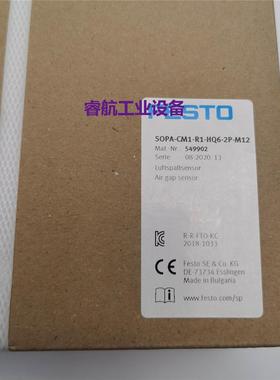 睿航工业设备
FESTO
SOPA-CM1-R1-HQ6-2P-M12
Mat. Nr. 549902
Serie 08-2020 13
Luftspaltsensor
Air gap sensor
R-R-FTO-KC
2018-1033
Festo SE & Co. KG
DE-73734 Esslingen
Made in Bulgaria
www.festo.com/sp